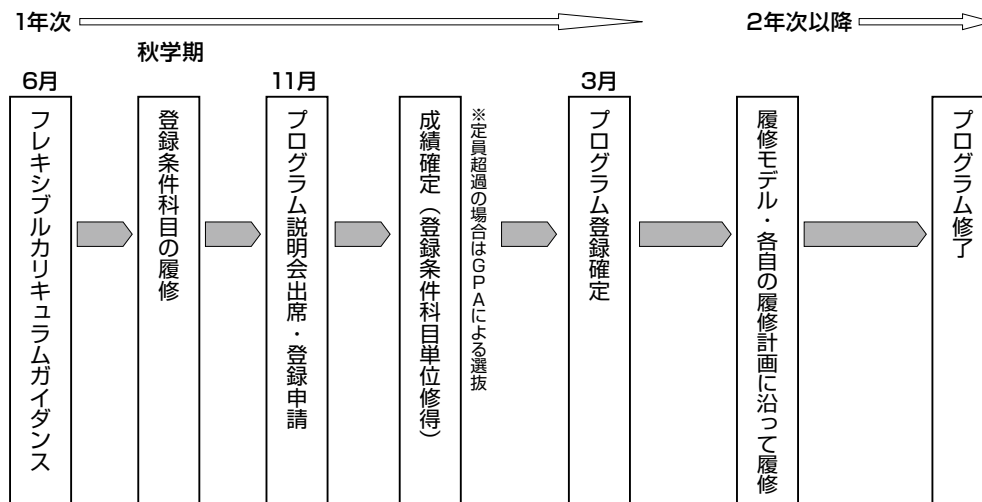 1年次
2年次以降
秋学期
6月
11月
3月
フレキシブルカリキュラムガイダンス
登録条件科目の履修
プログラム説明会出席・登録申請
成績確定（登録条件科目単位修得）
※定員超過の場合はGPAによる選抜
プログラム登録確定
履修モデル・各自の履修計画に沿って履修
プログラム修了